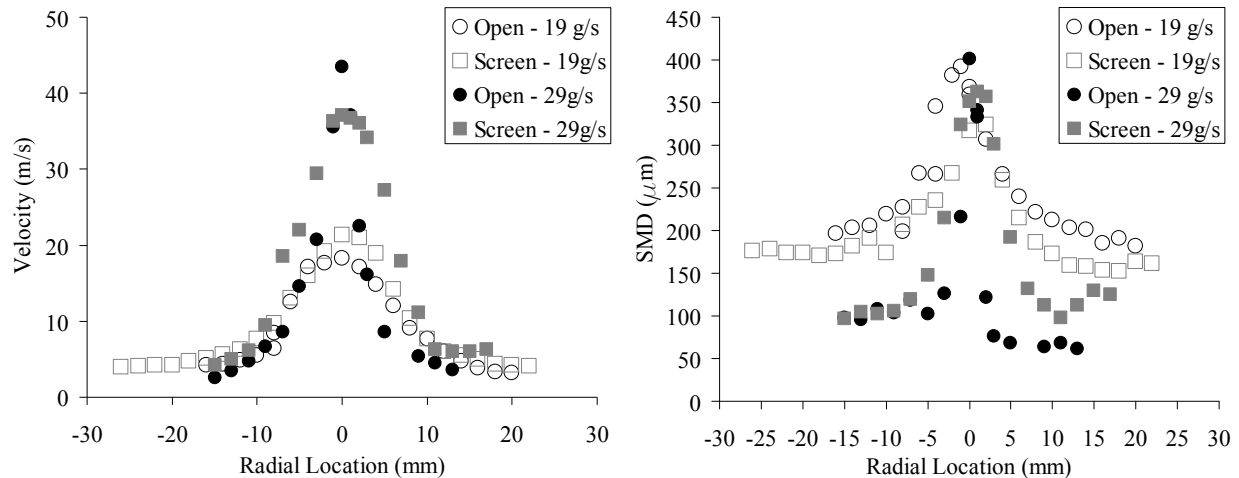 50
40
30
20
10
0
-30 -20 -10 0 10 20 30
Velocity (m/s)
Radial Location (mm)
Open - 19 g/s
Screen - 19g/s
Open - 29g/s
Screen - 29g/s
450
400
350
300
250
200
150
100
50
0
-30 -25 -20 -15 -10 -5 0 5 10 15 20 25 30
SMD (μm)
Radial Location (mm)
Open - 19 g/s
Screen - 19g/s
Open - 29 g/s
Screen - 29g/s